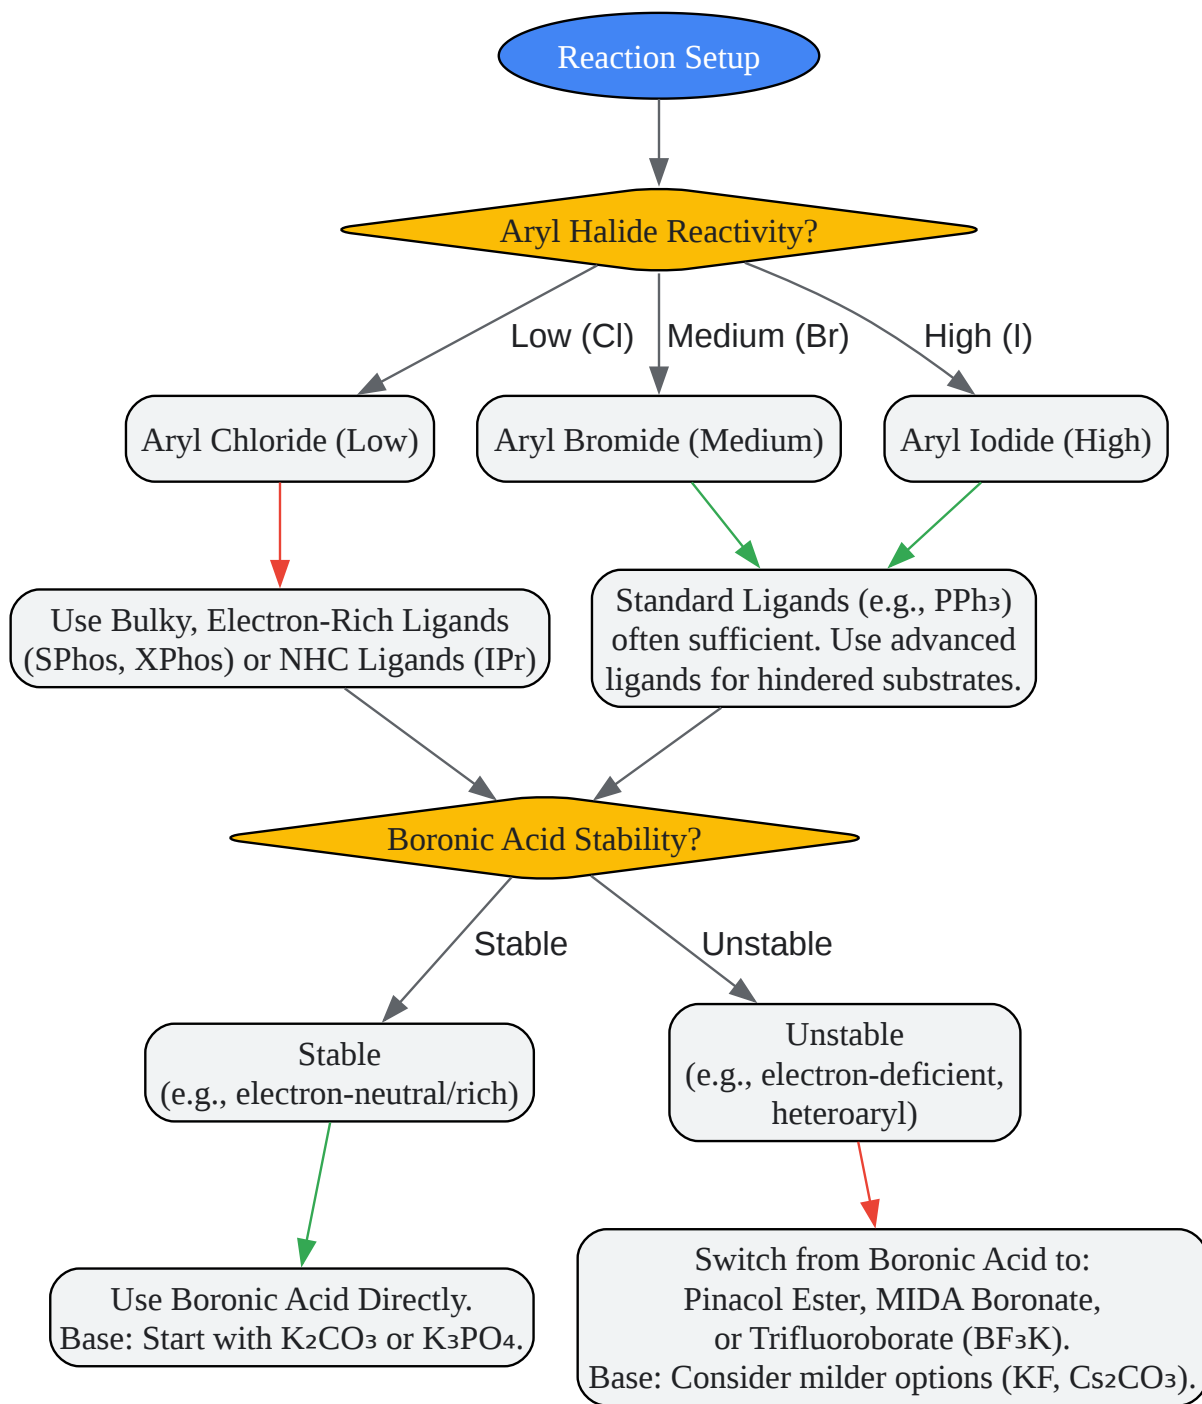 Reaction Setup
Aryl Halide Reactivity?
Low (Cl)
Medium (Br)
High (I)
Aryl Chloride (Low)
Aryl Bromide (Medium)
Aryl Iodide (High)
Use Bulky, Electron-Rich Ligands
(SPhos, XPhos) or NHC Ligands (IPr)
Standard Ligands (e.g., PPh₃)
often sufficient. Use advanced
ligands for hindered substrates.
Boronic Acid Stability?
Stable
Unstable
Stable
(e.g., electron-neutral/rich)
Unstable
(e.g., electron-deficient,
heteroaryl)
Use Boronic Acid Directly.
Base: Start with K₂CO₃ or K₃PO₄.
Switch from Boronic Acid to:
Pinacol Ester, MIDA Boronate,
or Trifluoroborate (BF₃K).
Base: Consider milder options (KF, Cs₂CO₃).